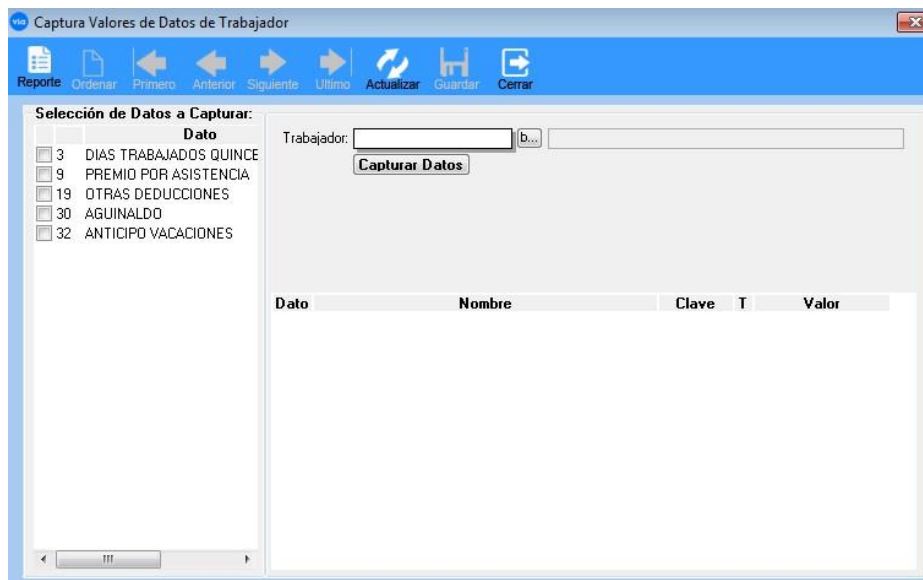 via Captura Valores de Datos de Trabajador
Reporte Ordenar Primero Anterior Siguiente Ultimo Actualizar Guardar Cerrar
Selección de Datos a Capturar:
Dato
3 DIAS TRABAJADOS QUINCE
9 PREMIO POR ASISTENCIA
19 OTRAS DEDUCCIONES
30 AGUINALDO
32 ANTICIPO VACACIONES
Trabajador: b...
Capturar Datos
Dato Nombre Clave T Valor